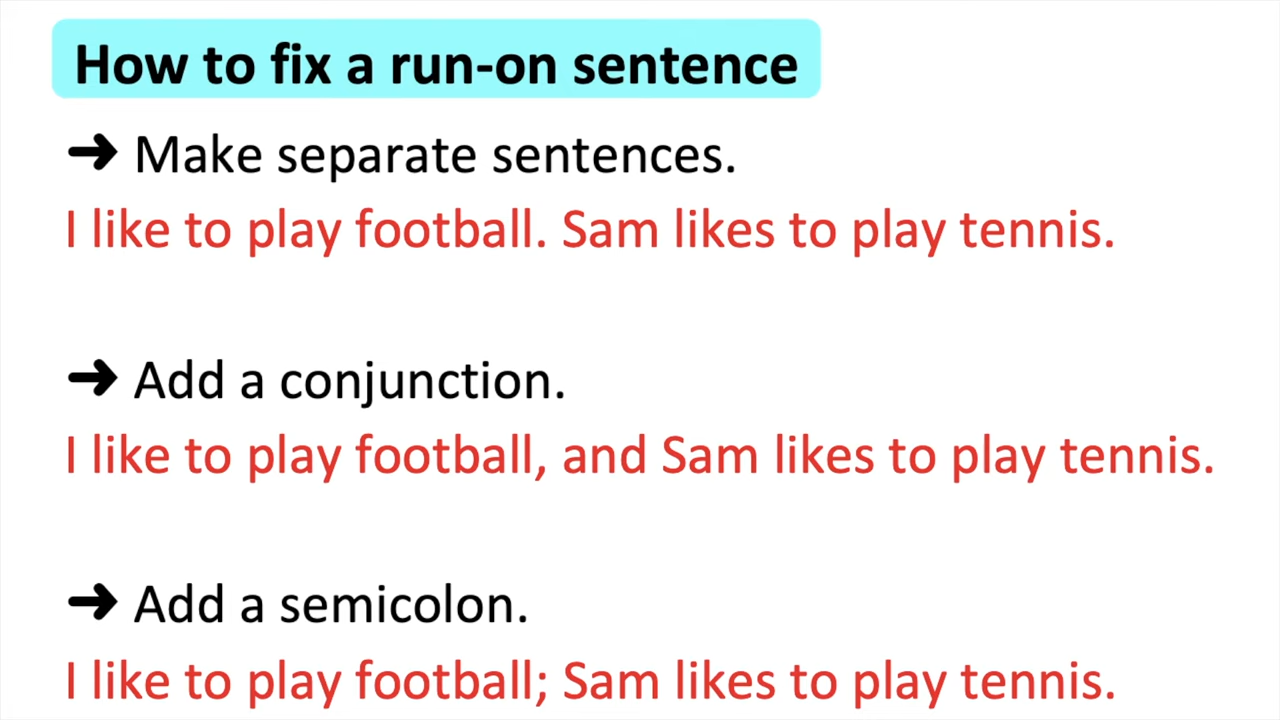 How to fix a run-on sentence
➜ Make separate sentences.
I like to play football. Sam likes to play tennis.
➜ Add a conjunction.
I like to play football, and Sam likes to play tennis.
➜ Add a semicolon.
I like to play football; Sam likes to play tennis.